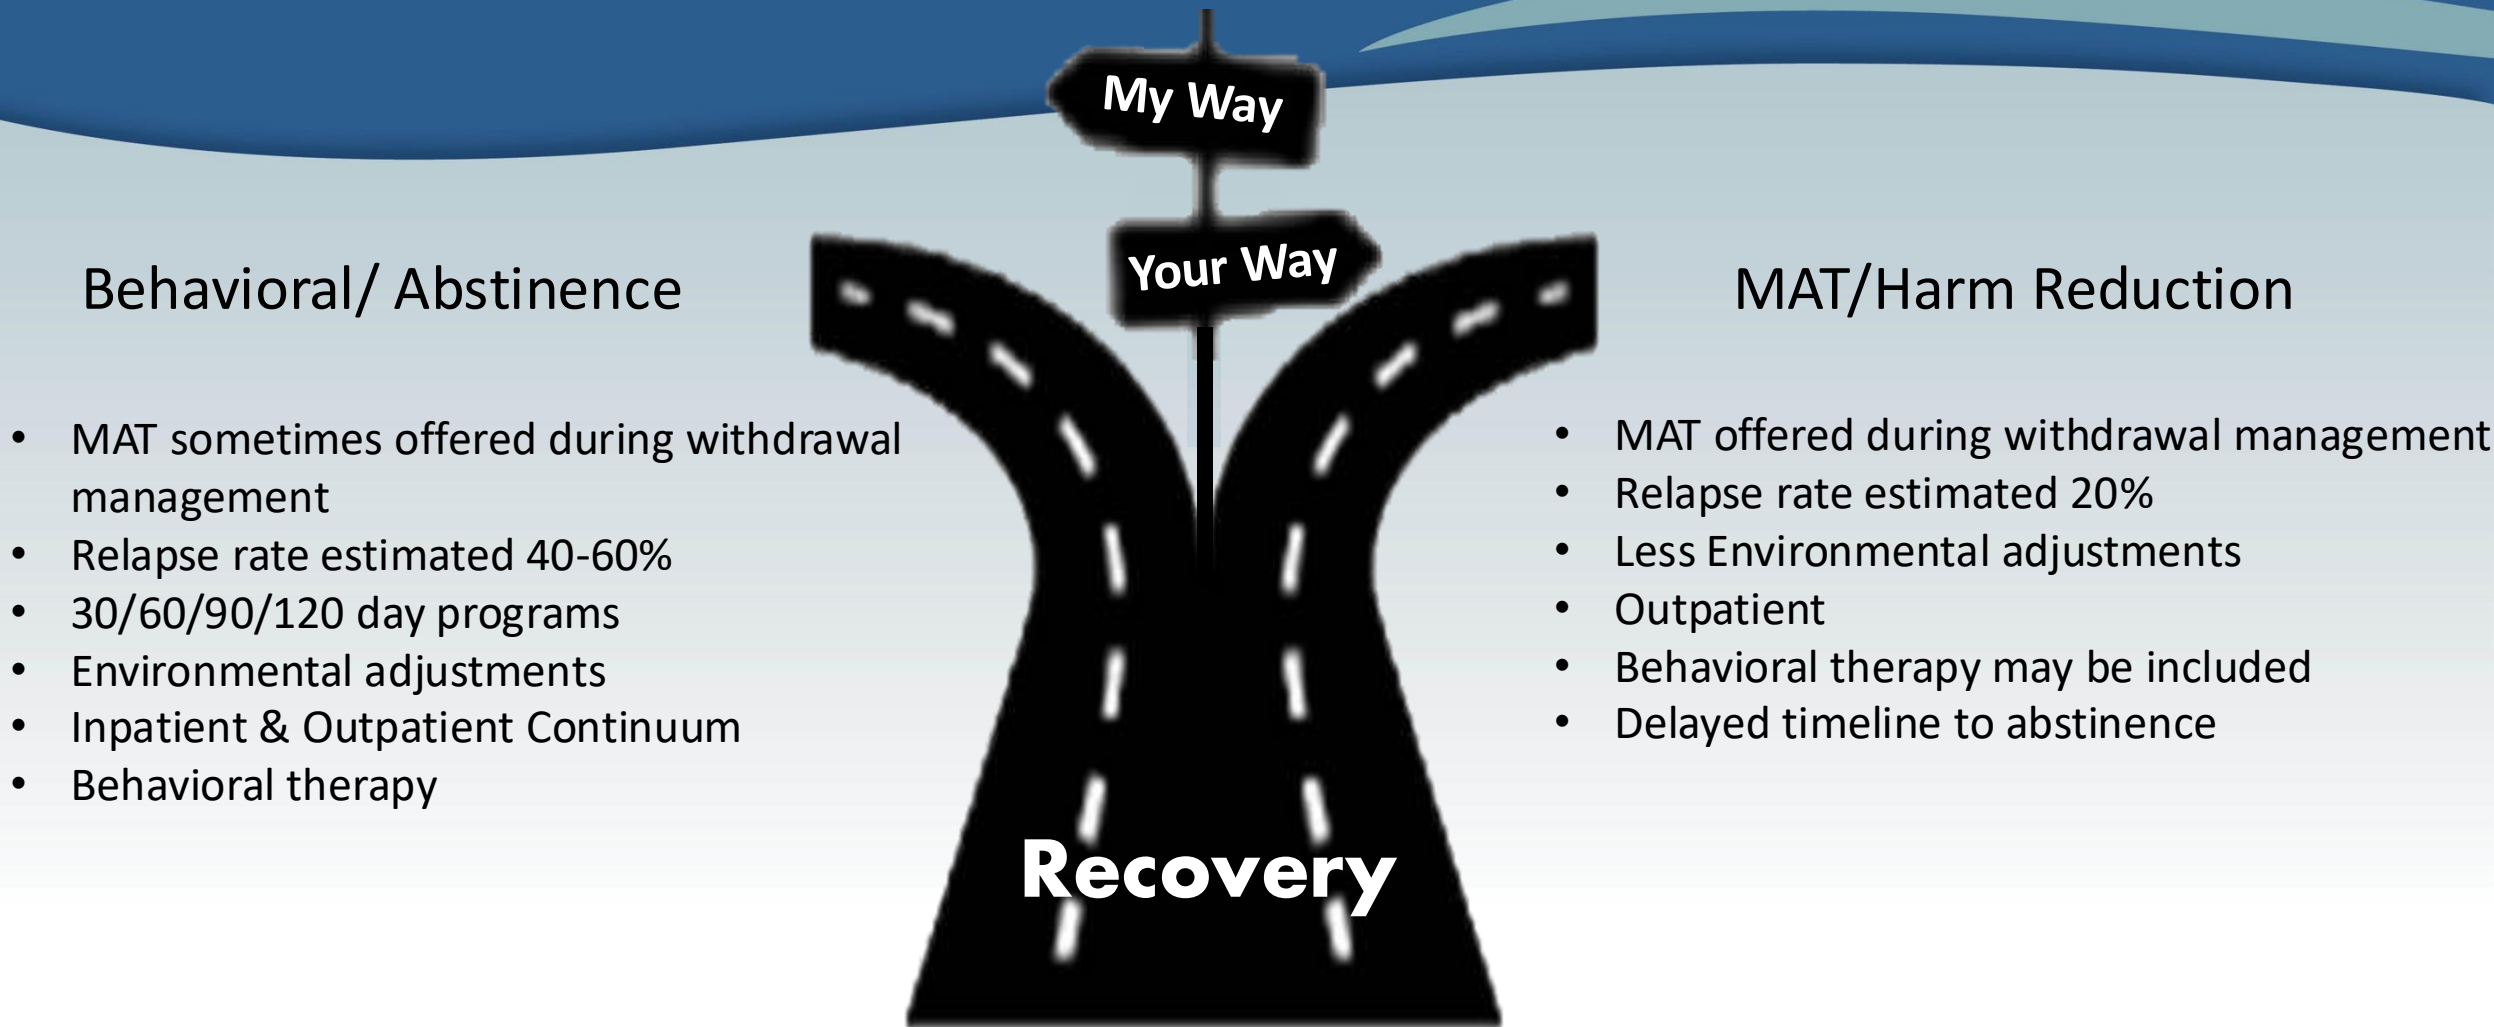 My Way
Your Way
Behavioral/ Abstinence
• MAT sometimes offered during withdrawal
management
• Relapse rate estimated 40-60%
• 30/60/90/120 day programs
• Environmental adjustments
• Inpatient & Outpatient Continuum
• Behavioral therapy
MAT/Harm Reduction
• MAT offered during withdrawal management
• Relapse rate estimated 20%
• Less Environmental adjustments
• Outpatient
• Behavioral therapy may be included
• Delayed timeline to abstinence
Recovery